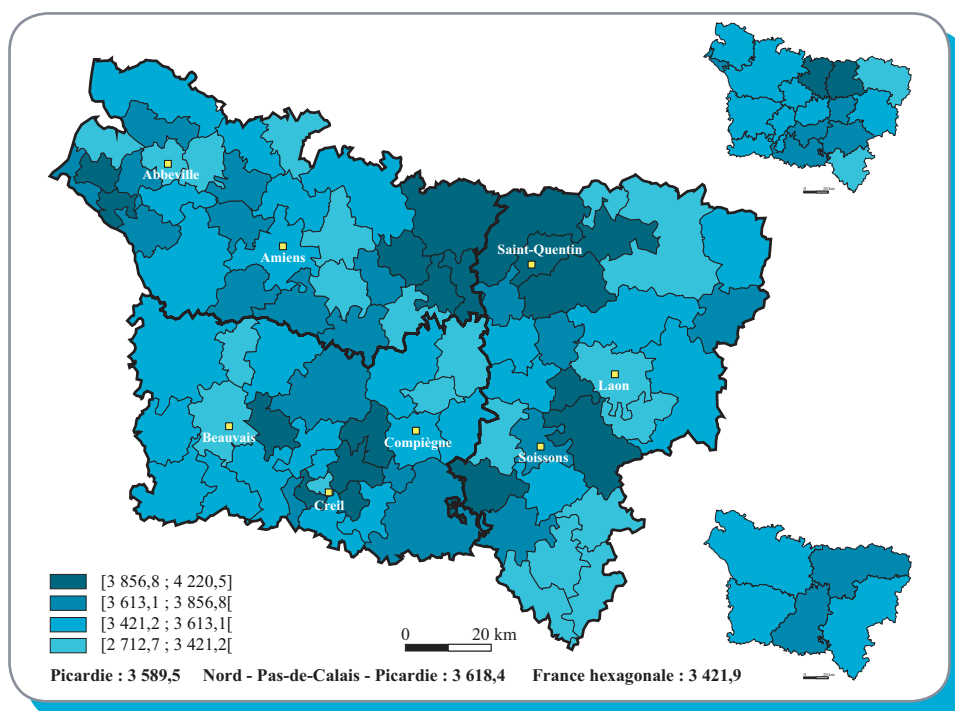 Abbeville
Amiens
Saint-Quentin
Laon
Beauvais
Compiègne
Soissons
Creil
[3 856,8 ; 4 220,5]
[3 613,1 ; 3 856,8[
[3 421,2 ; 3 613,1[
[2 712,7 ; 3 421,2[
0 20 km
Picardie : 3 589,5 Nord - Pas-de-Calais - Picardie : 3 618,4 France hexagonale : 3 421,9